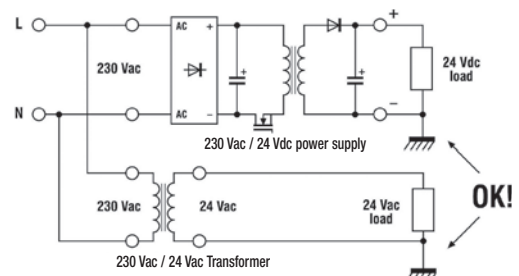 L
N
230 Vac
AC
+
AC
−
+
+
+
−
24 Vdc
load
230 Vac / 24 Vdc power supply
230 Vac
24 Vac
24 Vac
load
OK!
230 Vac / 24 Vac Transformer